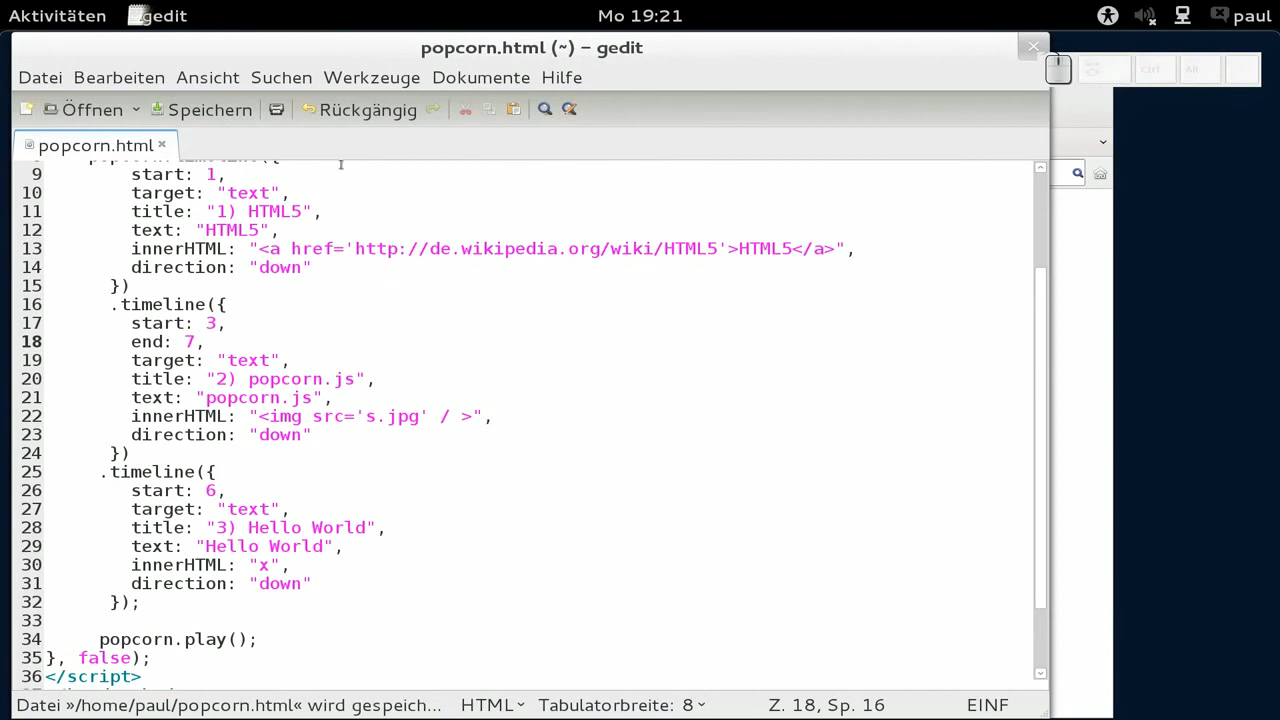 Aktivitäten gedit Mo 19:21 paul
popcorn.html (~) – gedit
Datei Bearbeiten Ansicht Suchen Werkzeuge Dokumente Hilfe
Öffnen Speichern Rückgängig
Ctrl Alt
popcorn.html
9 start: 1,
10 target: "text",
11 title: "1) HTML5",
12 text: "HTML5",
13 innerHTML: "<a href='http://de.wikipedia.org/wiki/HTML5'>HTML5</a>",
14 direction: "down"
15 })
16 .timeline({
17 start: 3,
18 end: 7,
19 target: "text",
20 title: "2) popcorn.js",
21 text: "popcorn.js",
22 innerHTML: "<img src='s.jpg' / >",
23 direction: "down"
24 })
25 .timeline({
26 start: 6,
27 target: "text",
28 title: "3) Hello World",
29 text: "Hello World",
30 innerHTML: "x",
31 direction: "down"
32 });
33
34 popcorn.play();
35 }, false);
36 </script>
Datei »/home/paul/popcorn.html« wird gespeich... HTML Tabulatorbreite: 8 Z. 18, Sp. 16 EINF